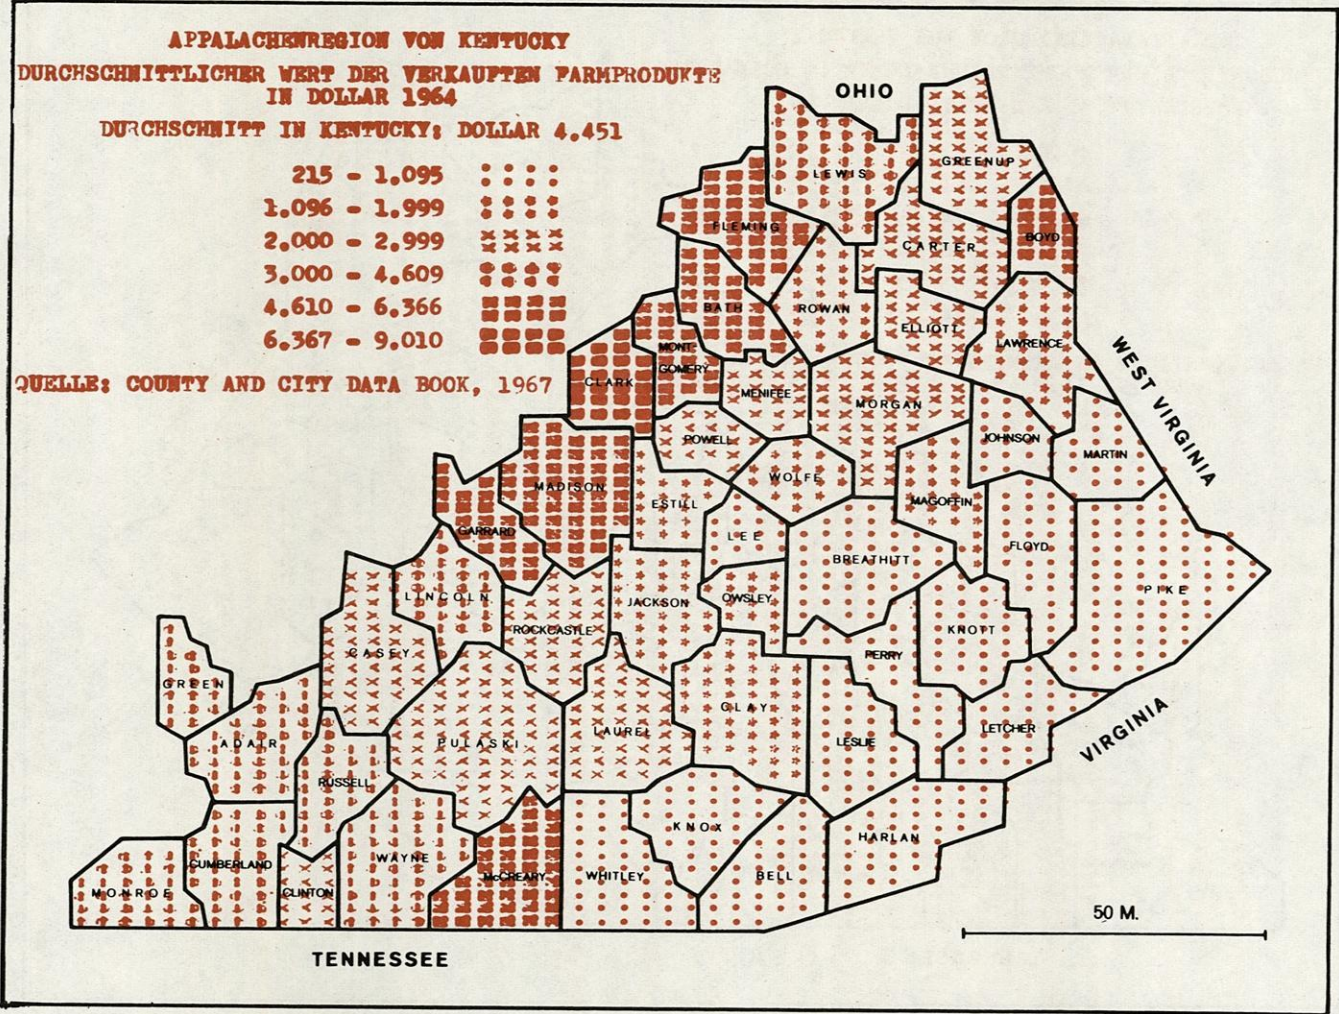 APPALACHENREGION VON KENTUCKY
DURCHSCHNITTLICHER WERT DER VERKAUFTEN FARMPRODUKTE
IN DOLLAR 1964
DURCHSCHNITT IN KENTUCKY: DOLLAR 4.451
215 - 1.095
1.096 - 1.999
2.000 - 2.999
3.000 - 4.609
4.610 - 6.366
6.367 - 9.010
QUELLE: COUNTY AND CITY DATA BOOK, 1967
OHIO
GREENUP
LEWIS
FLEMING
BOYD
CARTER
BATH
ROWAN
ELLIOTT
LAWRENCE
MONT-
GOMERY
CLARK
MENIFEE
MORGAN
WEST VIRGINIA
POWELL
JOHNSON
MARTIN
WOLFE
MADISON
ESTILL
MAGOFFIN
GARRARD
LEE
FLOYD
BREATHITT
PIKE
LINCOLN
JACKSON
OWSLEY
ROCKCASTLE
KNOTT
CASEY
PERRY
GREEN
CLAY
LETCHER
VIRGINIA
ADAIR
PULASKI
LAUREL
LESLIE
RUSSELL
KNOX
HARLAN
CUMBERLAND
WAYNE
MONROE
CLINTON
McCREARY
WHITLEY
BELL
50 M.
TENNESSEE